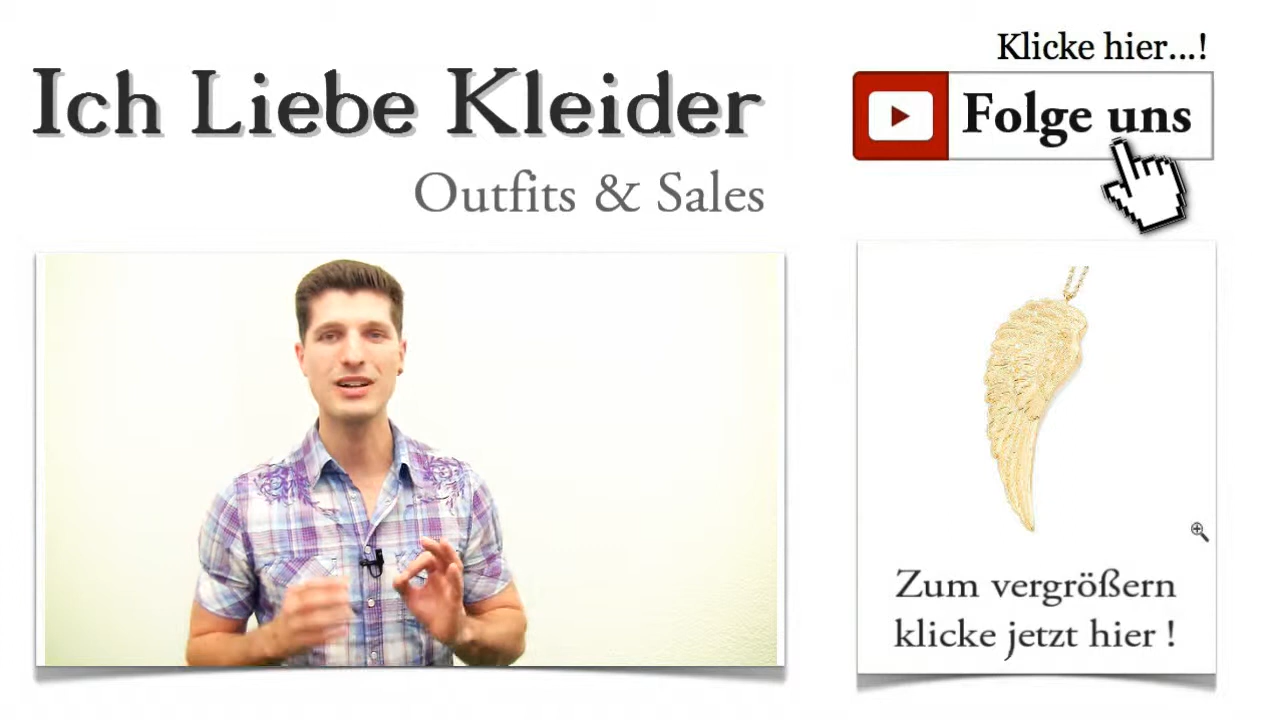 Ich Liebe Kleider
Outfits & Sales
Klicke hier...!
Folge uns
Zum vergrößern
klicke jetzt hier !